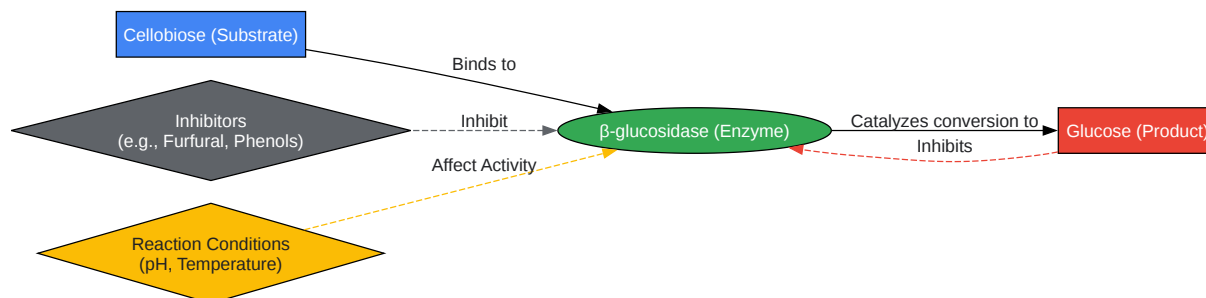 Cellobiose (Substrate)
Binds to
Inhibitors
(e.g., Furfural, Phenols)
Inhibit
β-glucosidase (Enzyme)
Catalyzes conversion to
Inhibits
Glucose (Product)
Affect Activity
Reaction Conditions
(pH, Temperature)